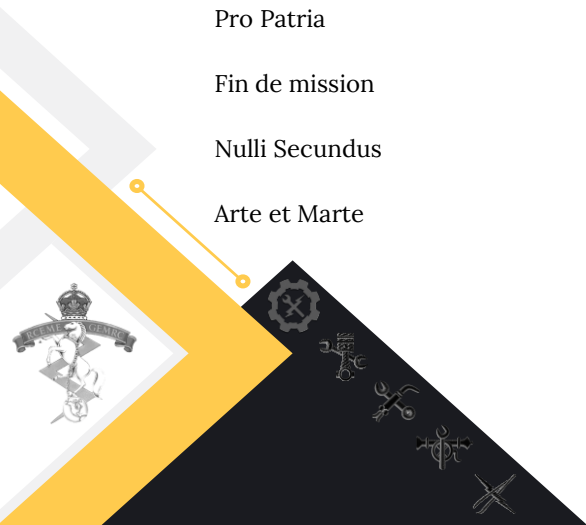 Pro Patria
Fin de mission
Nulli Secundus
Arte et Marte
RCEME GEMRC